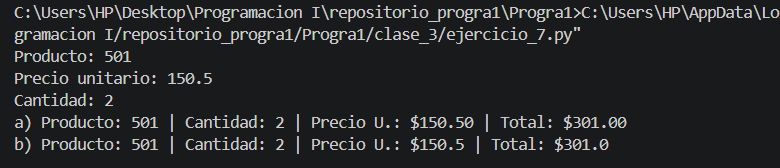 C:\Users\HP\Desktop\Programacion I\repositorio_progra1\Progra1>C:\Users\HP\AppData\Lo
gramacion I/repositorio_progra1/Progra1/clase_3/ejercicio_7.py"
Producto: 501
Precio unitario: 150.5
Cantidad: 2
a) Producto: 501 | Cantidad: 2 | Precio U.: $150.50 | Total: $301.00
b) Producto: 501 | Cantidad: 2 | Precio U.: $150.5 | Total: $301.0